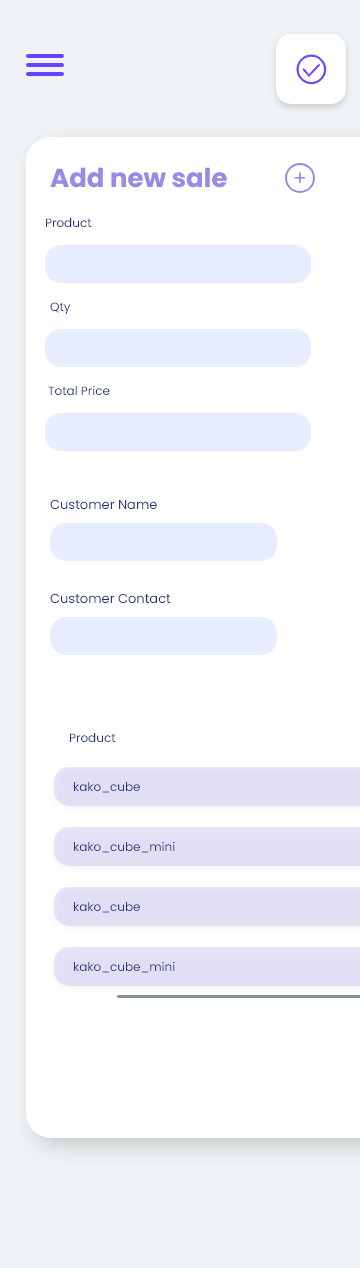 Add new sale
Product
Qty
Total Price
Customer Name
Customer Contact
Product
kako_cube
kako_cube_mini
kako_cube
kako_cube_mini